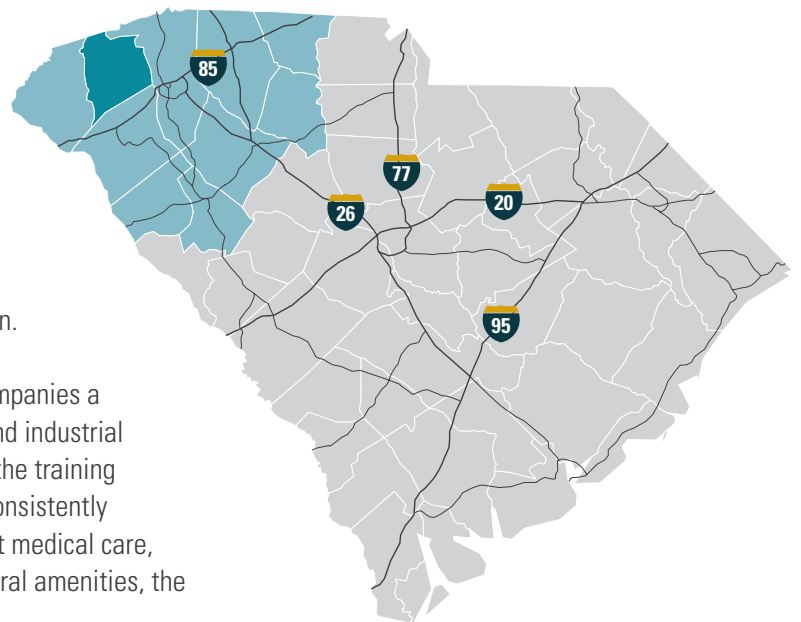 85
77
20
26
95
n.
mpanies a
nd industrial
the training
onsistently
t medical care,
ral amenities, the